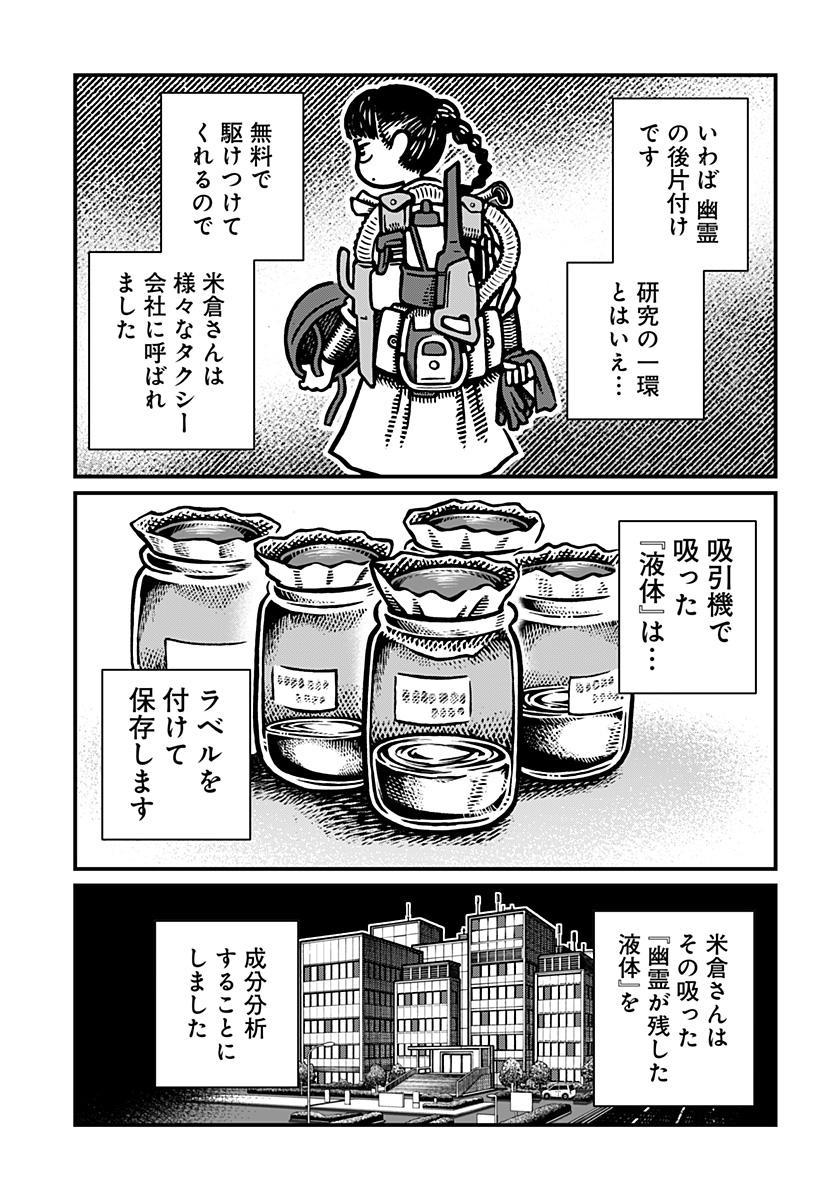 いわば 幽霊
の後片付け
です
研究の一環
とはいえ…
無料で
駆けつけて
くれるので
米倉さんは
様々なタクシー
会社に呼ばれ
ました
吸引機で
吸った
『液体』は…
ラベルを
付けて
保存します
米倉さんは
その吸った
『幽霊が残した
液体』を
成分分析
することに
しました